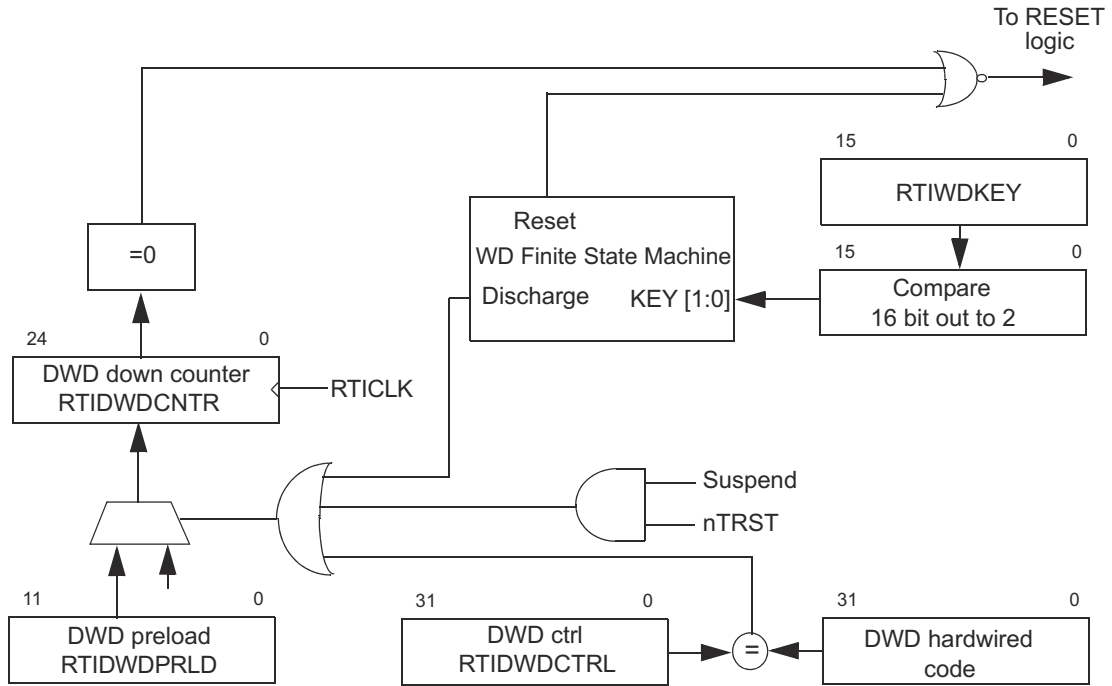 To RESET
logic
15 0
RTIWDKEY
Reset
WD Finite State Machine
Discharge KEY [1:0]
15 0
Compare
16 bit out to 2
=0
24 0
DWD down counter
RTIDWDCNTR
RTICLK
Suspend
nTRST
11 0
DWD preload
RTIDWDPRLD
31 0
DWD ctrl
RTIDWDCTRL
=
31 0
DWD hardwired
code